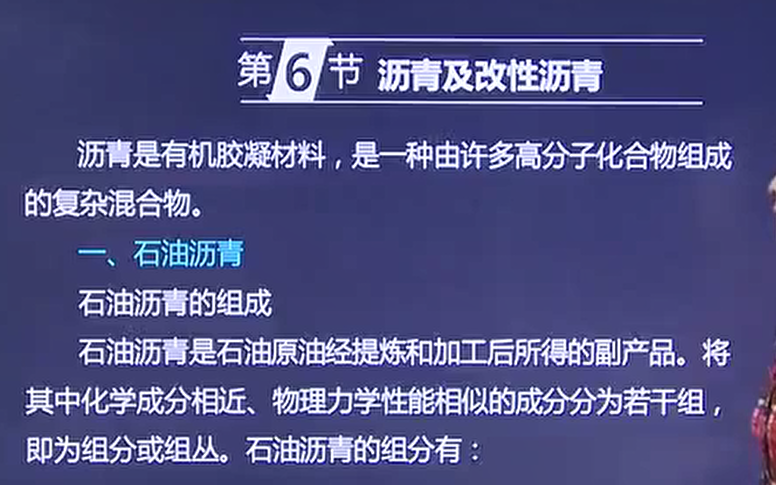 第6节 沥青及改性沥青
沥青是有机胶凝材料，是一种由许多高分子化合物组成
的复杂混合物。
一、石油沥青
石油沥青的组成
石油沥青是石油原油经提炼和加工后所得的副产品。将
其中化学成分相近、物理力学性能相似的成分分为若干组，
即为组分或组丛。石油沥青的组分有：